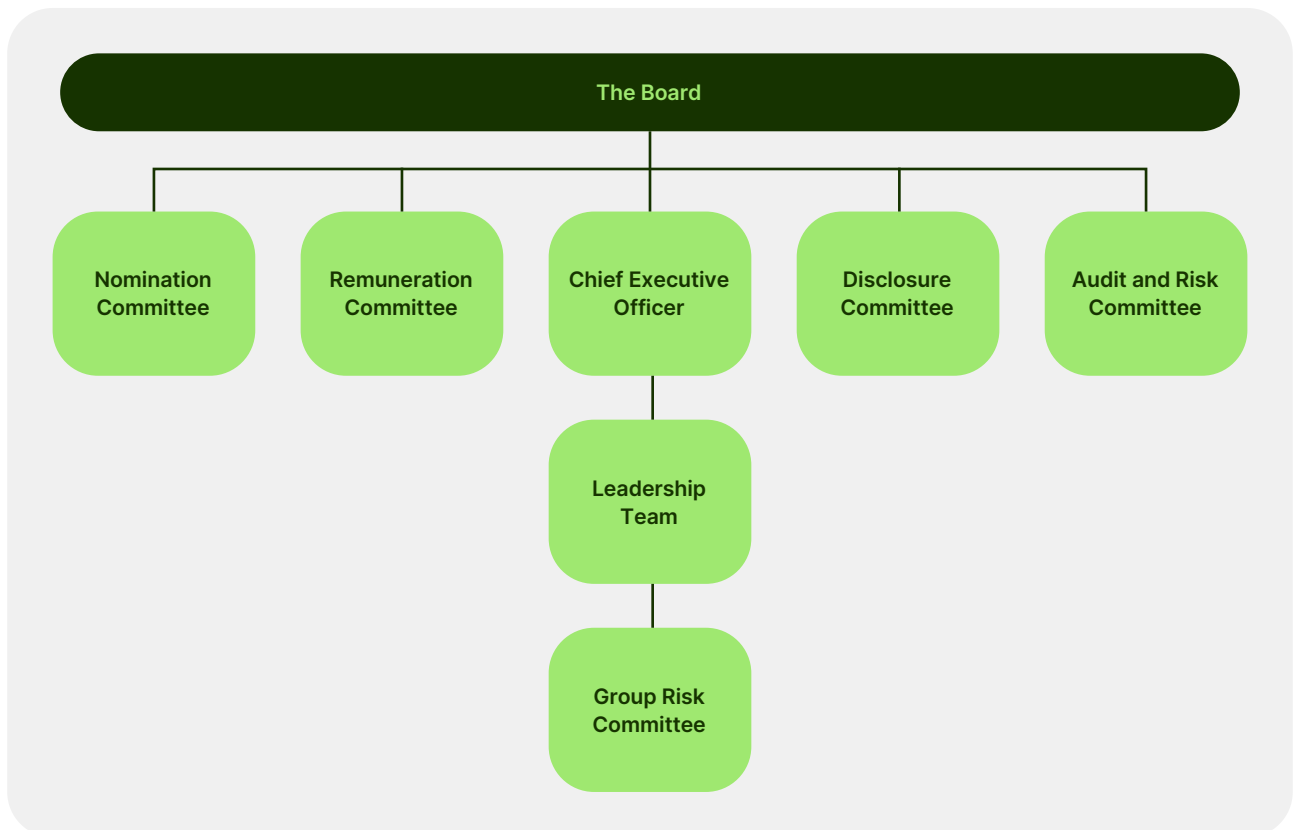 The Board
Nomination
Committee
Remuneration
Committee
Chief Executive
Officer
Disclosure
Committee
Audit and Risk
Committee
Leadership
Team
Group Risk
Committee